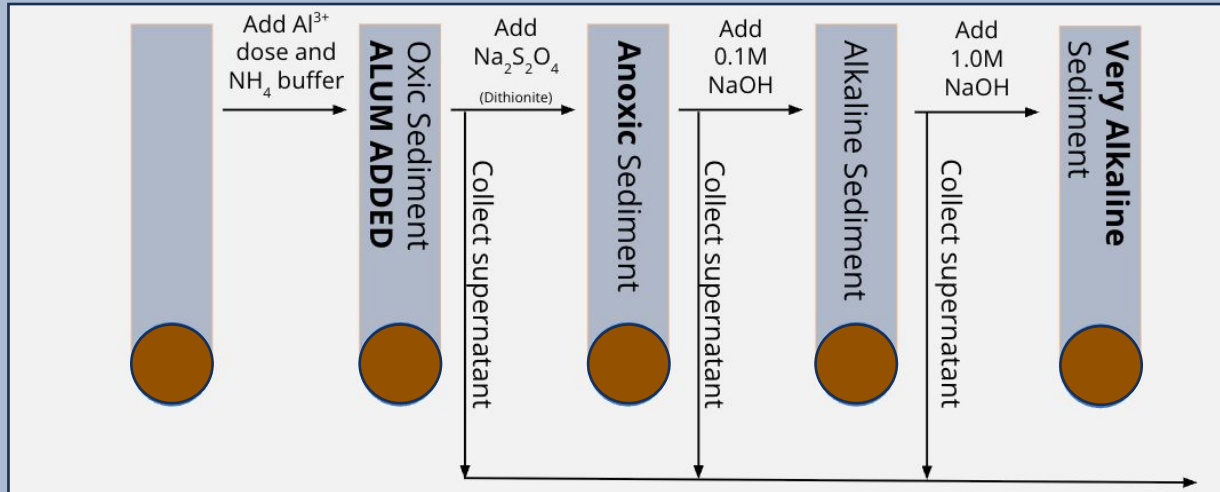 Add Al³⁺
dose and
NH₄ buffer
Oxic Sediment
ALUM ADDED
Add
Na₂S₂O₄
(Dithionite)
Collect supernatant
Anoxic Sediment
Add
0.1M
NaOH
Collect supernatant
Alkaline Sediment
Add
1.0M
NaOH
Collect supernatant
Very Alkaline
Sediment